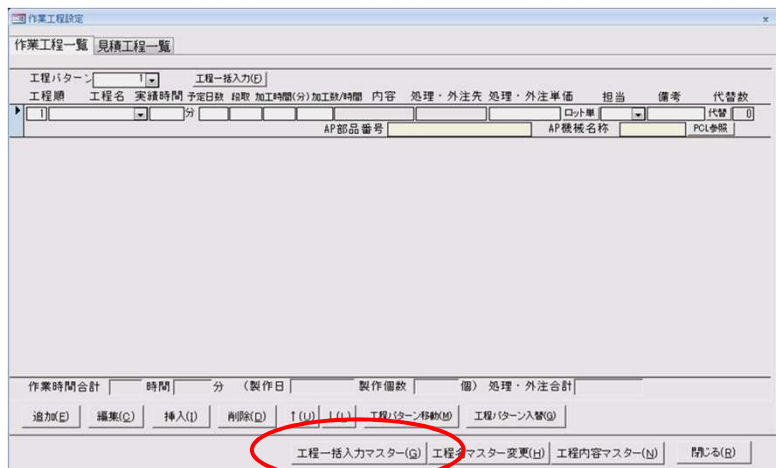 作業工程設定 x
作業工程一覧 見積工程一覧
工程パターン 1 工程一括入力(F)
工程順 工程名 実績時間 予定日数 段取 加工時間(分) 加工数/時間 内容 処理・外注先 処理・外注単価 担当 備考 代替数
1 分 ロット単 代替 0
AP部品番号 AP機械名称 PCL参照
作業時間合計 時間 分 (製作日 製作個数 個) 処理・外注合計
追加(E) 編集(C) 挿入(I) 削除(D) ↑(U) ↓(L) 工程パターン移動(M) 工程パターン入替(Q)
工程一括入力マスター(G) 工程名マスター変更(H) 工程内容マスター(N) 閉じる(R)